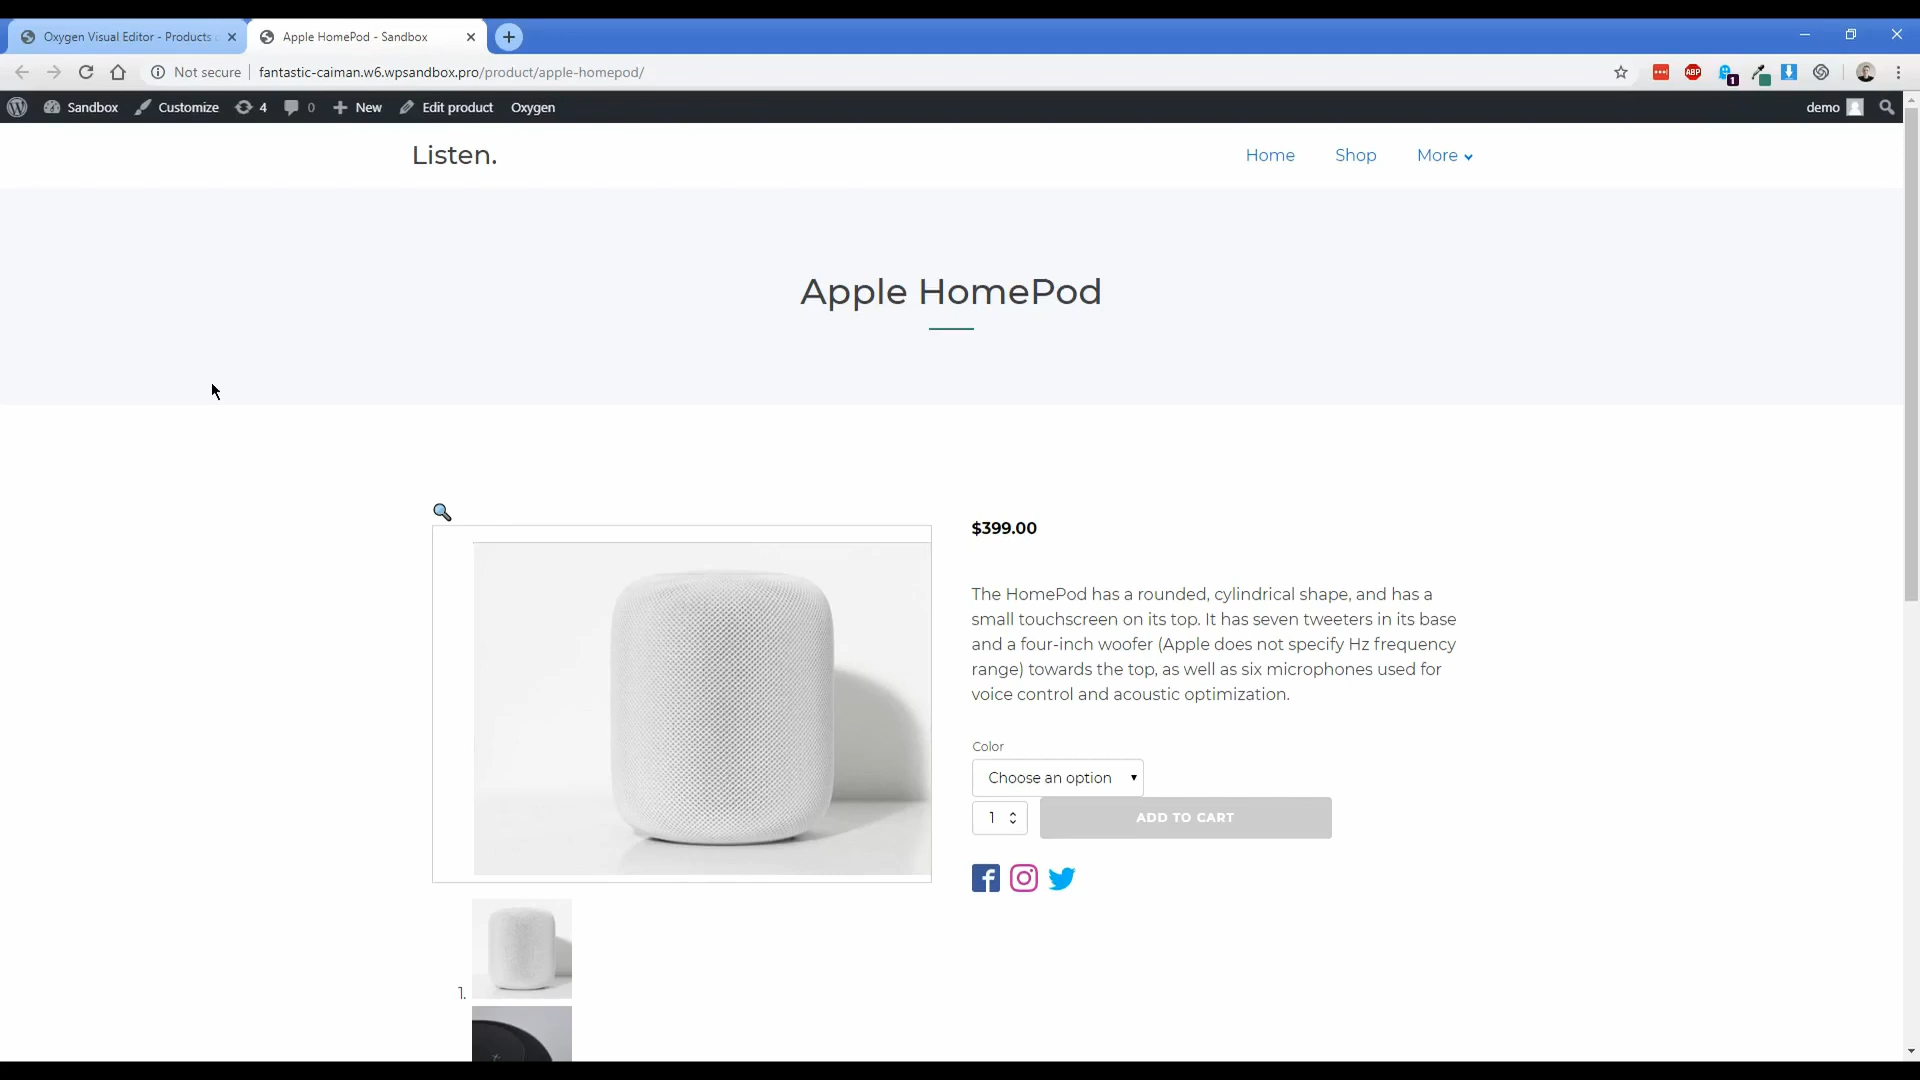 Oxygen Visual Editor - Products
Apple HomePod - Sandbox
Not secure
fantastic-caiman.w6.wpsandbox.pro/product/apple-homepod/
ABP
1
Sandbox
Customize
4
0
New
Edit product
Oxygen
demo
Listen.
Home
Shop
More
Apple HomePod
$399.00
The HomePod has a rounded, cylindrical shape, and has a
small touchscreen on its top. It has seven tweeters in its base
and a four-inch woofer (Apple does not specify Hz frequency
range) towards the top, as well as six microphones used for
voice control and acoustic optimization.
Color
Choose an option
1
ADD TO CART
1.